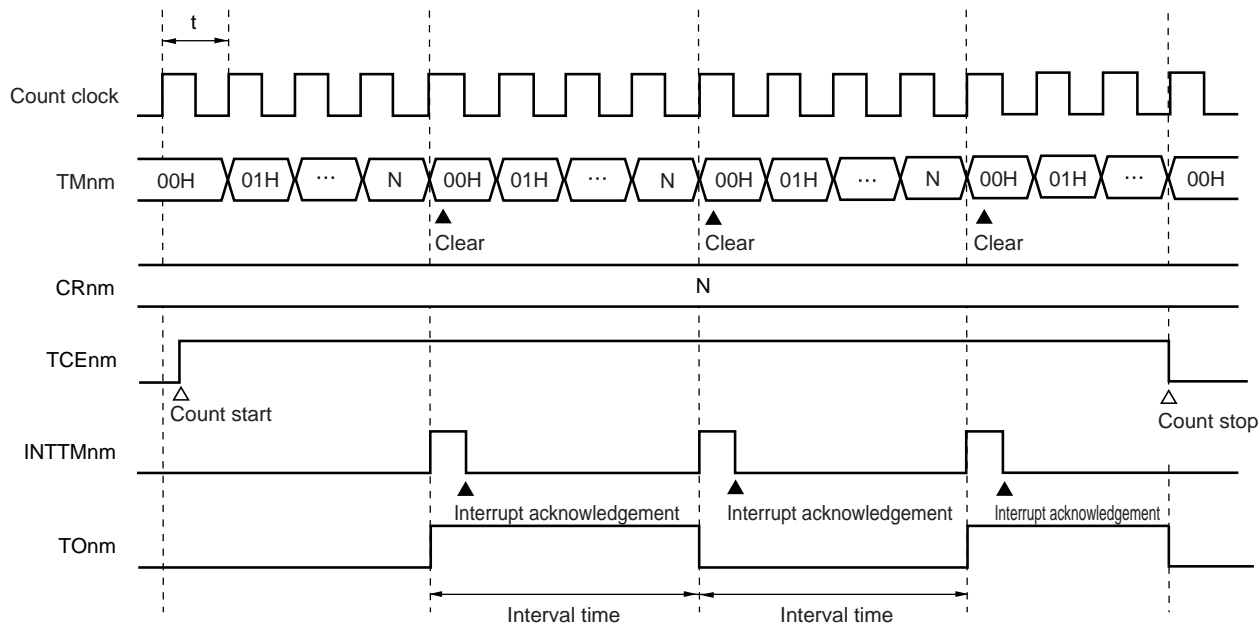 t
Count clock
TMnm 00H 01H ... N 00H 01H ... N 00H 01H ... N 00H 01H ... 00H
Clear Clear Clear
CRnm N
TCEnm
Count start Count stop
INTTMnm
Interrupt acknowledgement Interrupt acknowledgement Interrupt acknowledgement
TOnm
Interval time Interval time